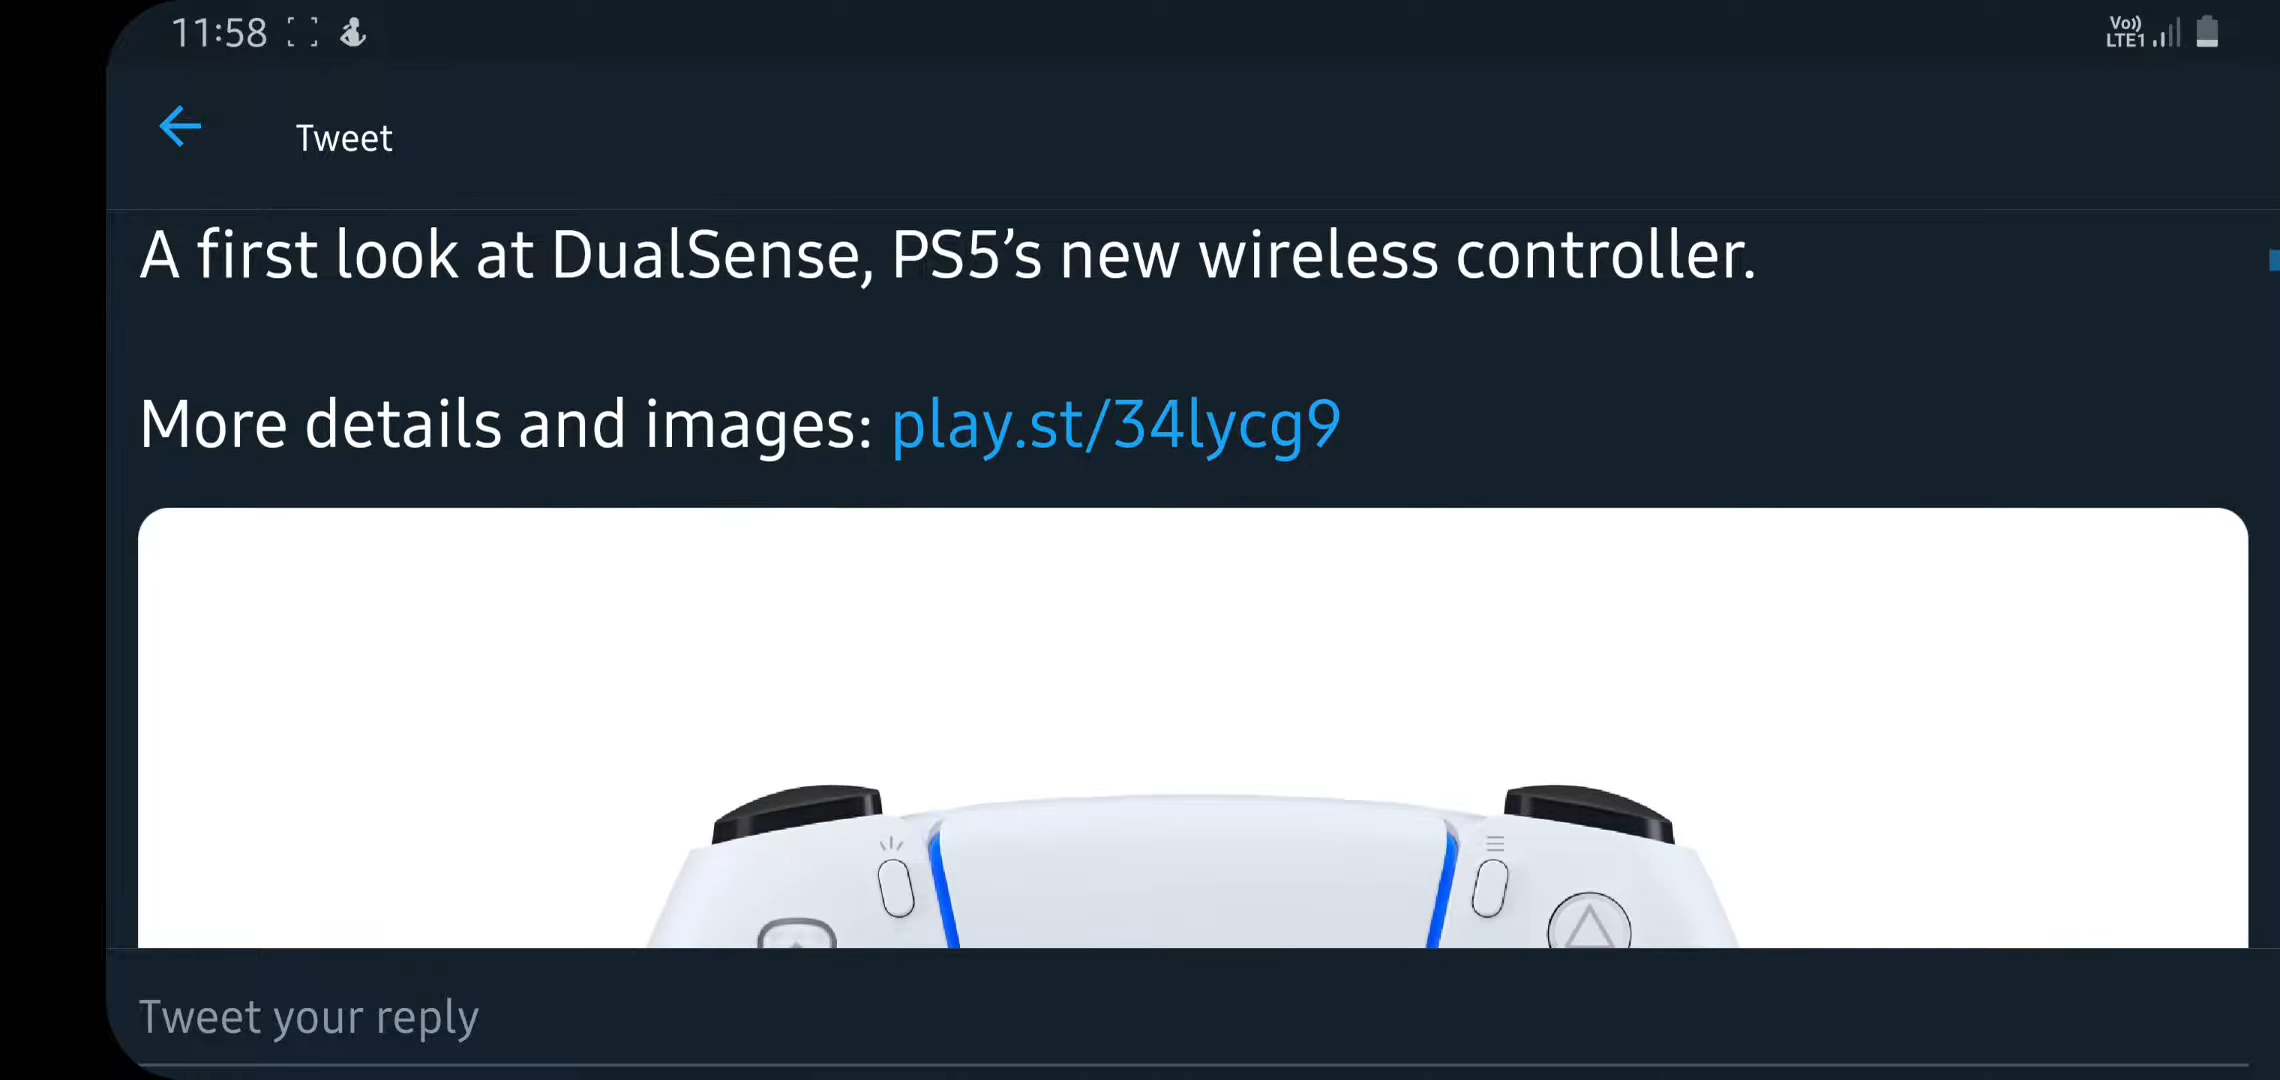 11:58
Vo))
LTE1
Tweet
A first look at DualSense, PS5’s new wireless controller.
More details and images: play.st/34lycg9
Tweet your reply